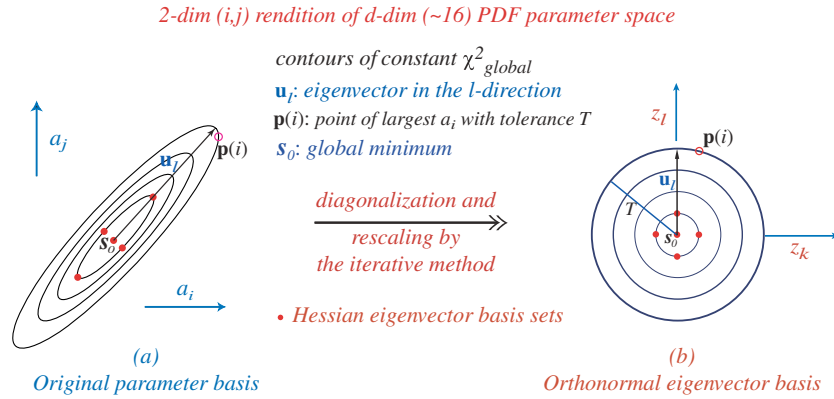 2-dim (i,j) rendition of d-dim (~16) PDF parameter space
contours of constant χ²global
u_l: eigenvector in the l-direction
p(i): point of largest a_i with tolerance T
s_0: global minimum
a_j
p(i)
u_l
s_o
a_i
diagonalization and
rescaling by
the iterative method
• Hessian eigenvector basis sets
z_l
p(i)
u_l
T
s_0
z_k
(a)
Original parameter basis
(b)
Orthonormal eigenvector basis